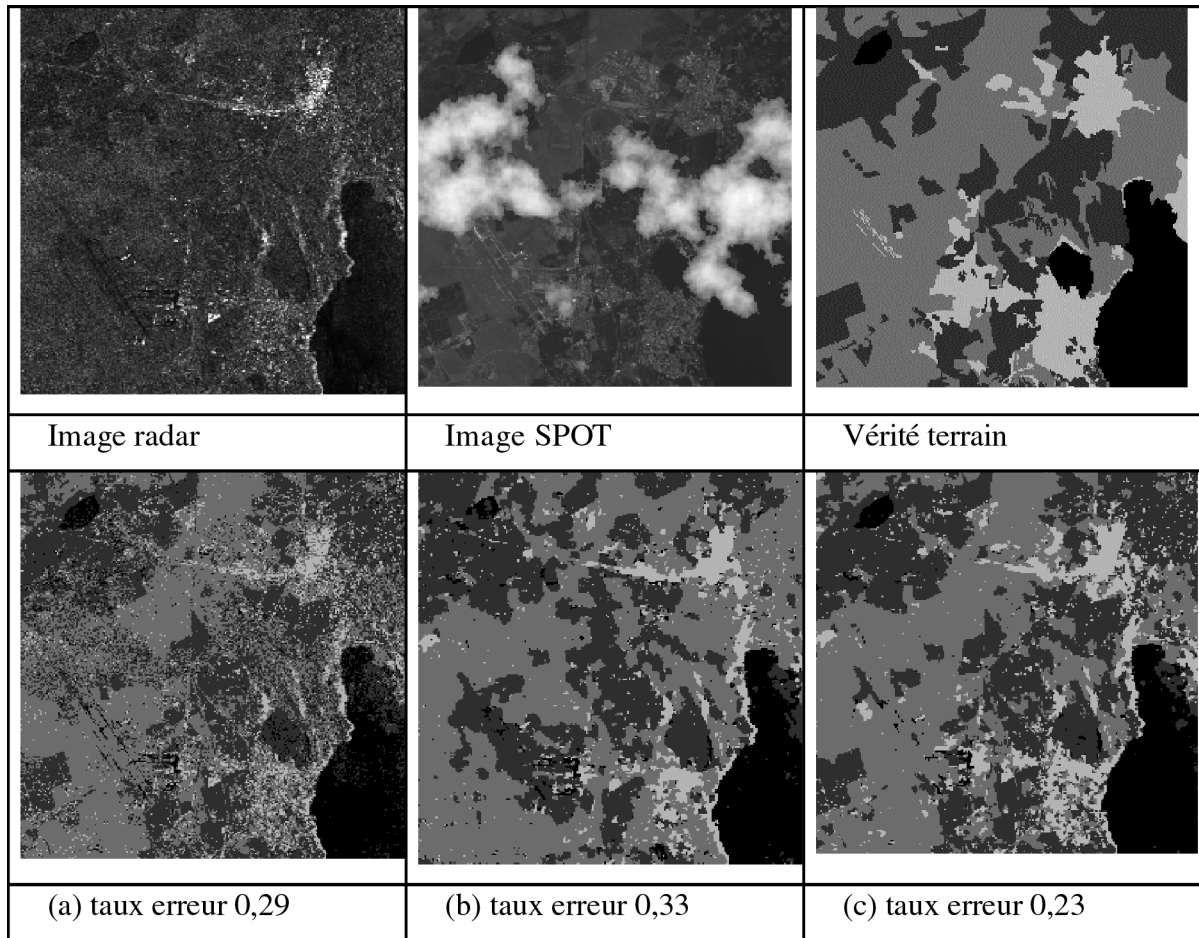 Image radar
Image SPOT
Vérité terrain
(a) taux erreur 0,29
(b) taux erreur 0,33
(c) taux erreur 0,23